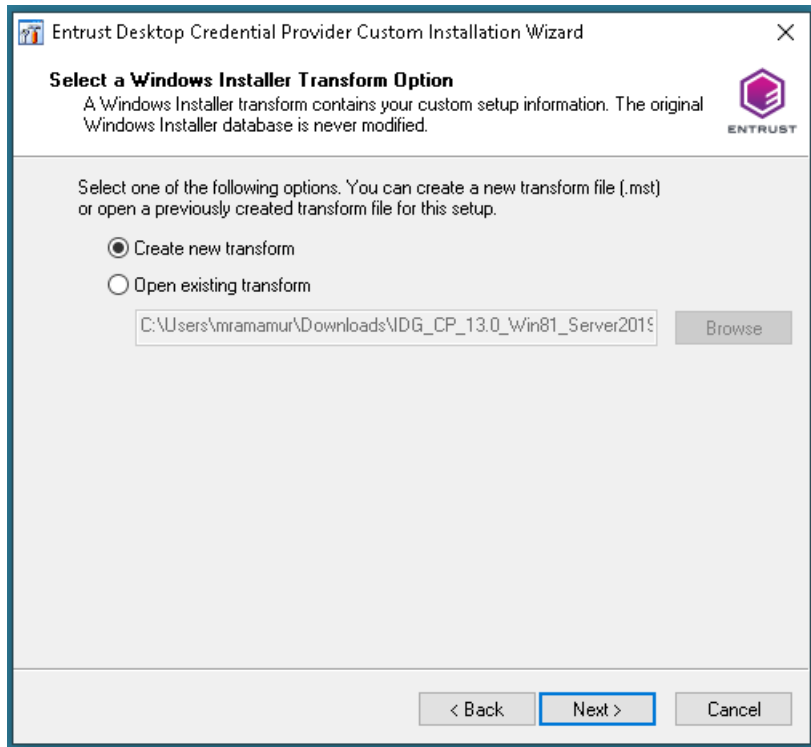 Entrust Desktop Credential Provider Custom Installation Wizard
Select a Windows Installer Transform Option
A Windows Installer transform contains your custom setup information. The original
Windows Installer database is never modified.
ENTRUST
Select one of the following options. You can create a new transform file (.mst)
or open a previously created transform file for this setup.
Create new transform
Open existing transform
C:\Users\mramamur\Downloads\IDG_CP_13.0_Win81_Server2019
Browse
< Back
Next >
Cancel